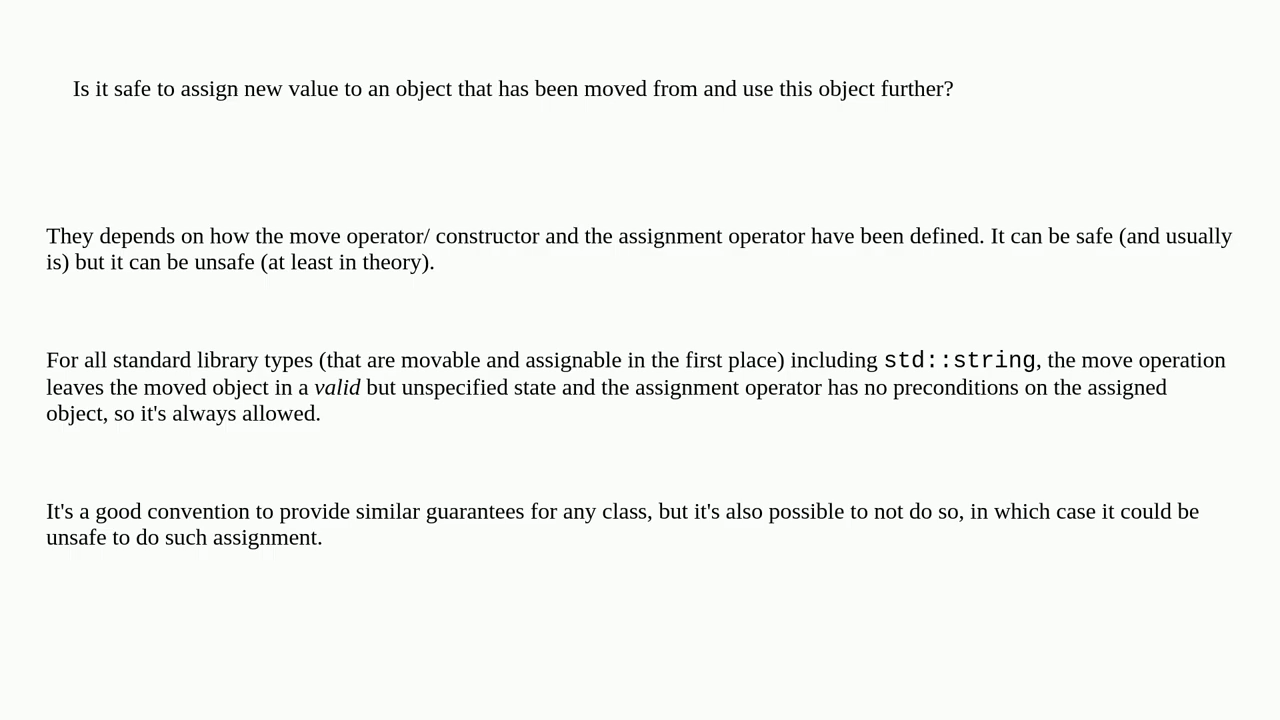 Is it safe to assign new value to an object that has been moved from and use this object further?
They depends on how the move operator/ constructor and the assignment operator have been defined. It can be safe (and usually
is) but it can be unsafe (at least in theory).
For all standard library types (that are movable and assignable in the first place) including std::string, the move operation
leaves the moved object in a valid but unspecified state and the assignment operator has no preconditions on the assigned
object, so it's always allowed.
It's a good convention to provide similar guarantees for any class, but it's also possible to not do so, in which case it could be
unsafe to do such assignment.